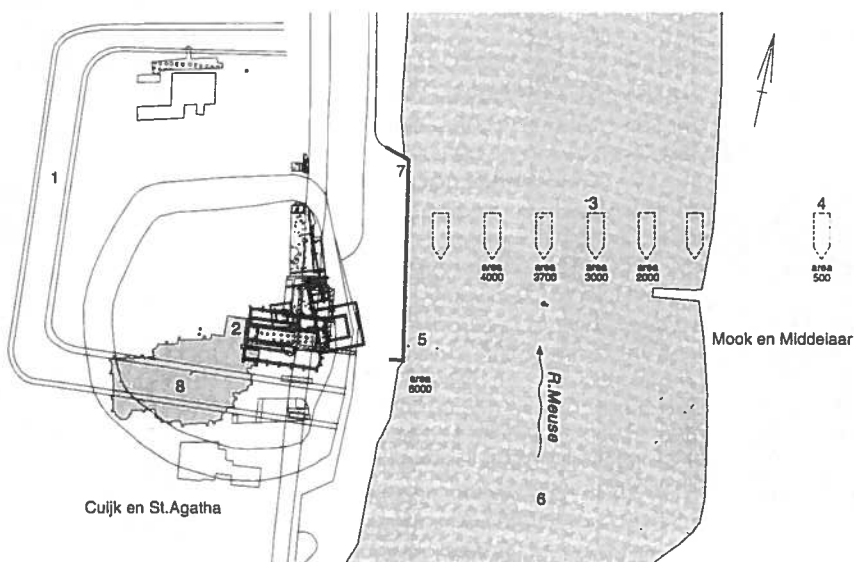 1
7
3
4
area
4000
area
3700
area
3000
area
2000
area
500
2
5
Mook en Middelaar
8
area
6000
R.Meuse
6
Cuijk en St.Agatha